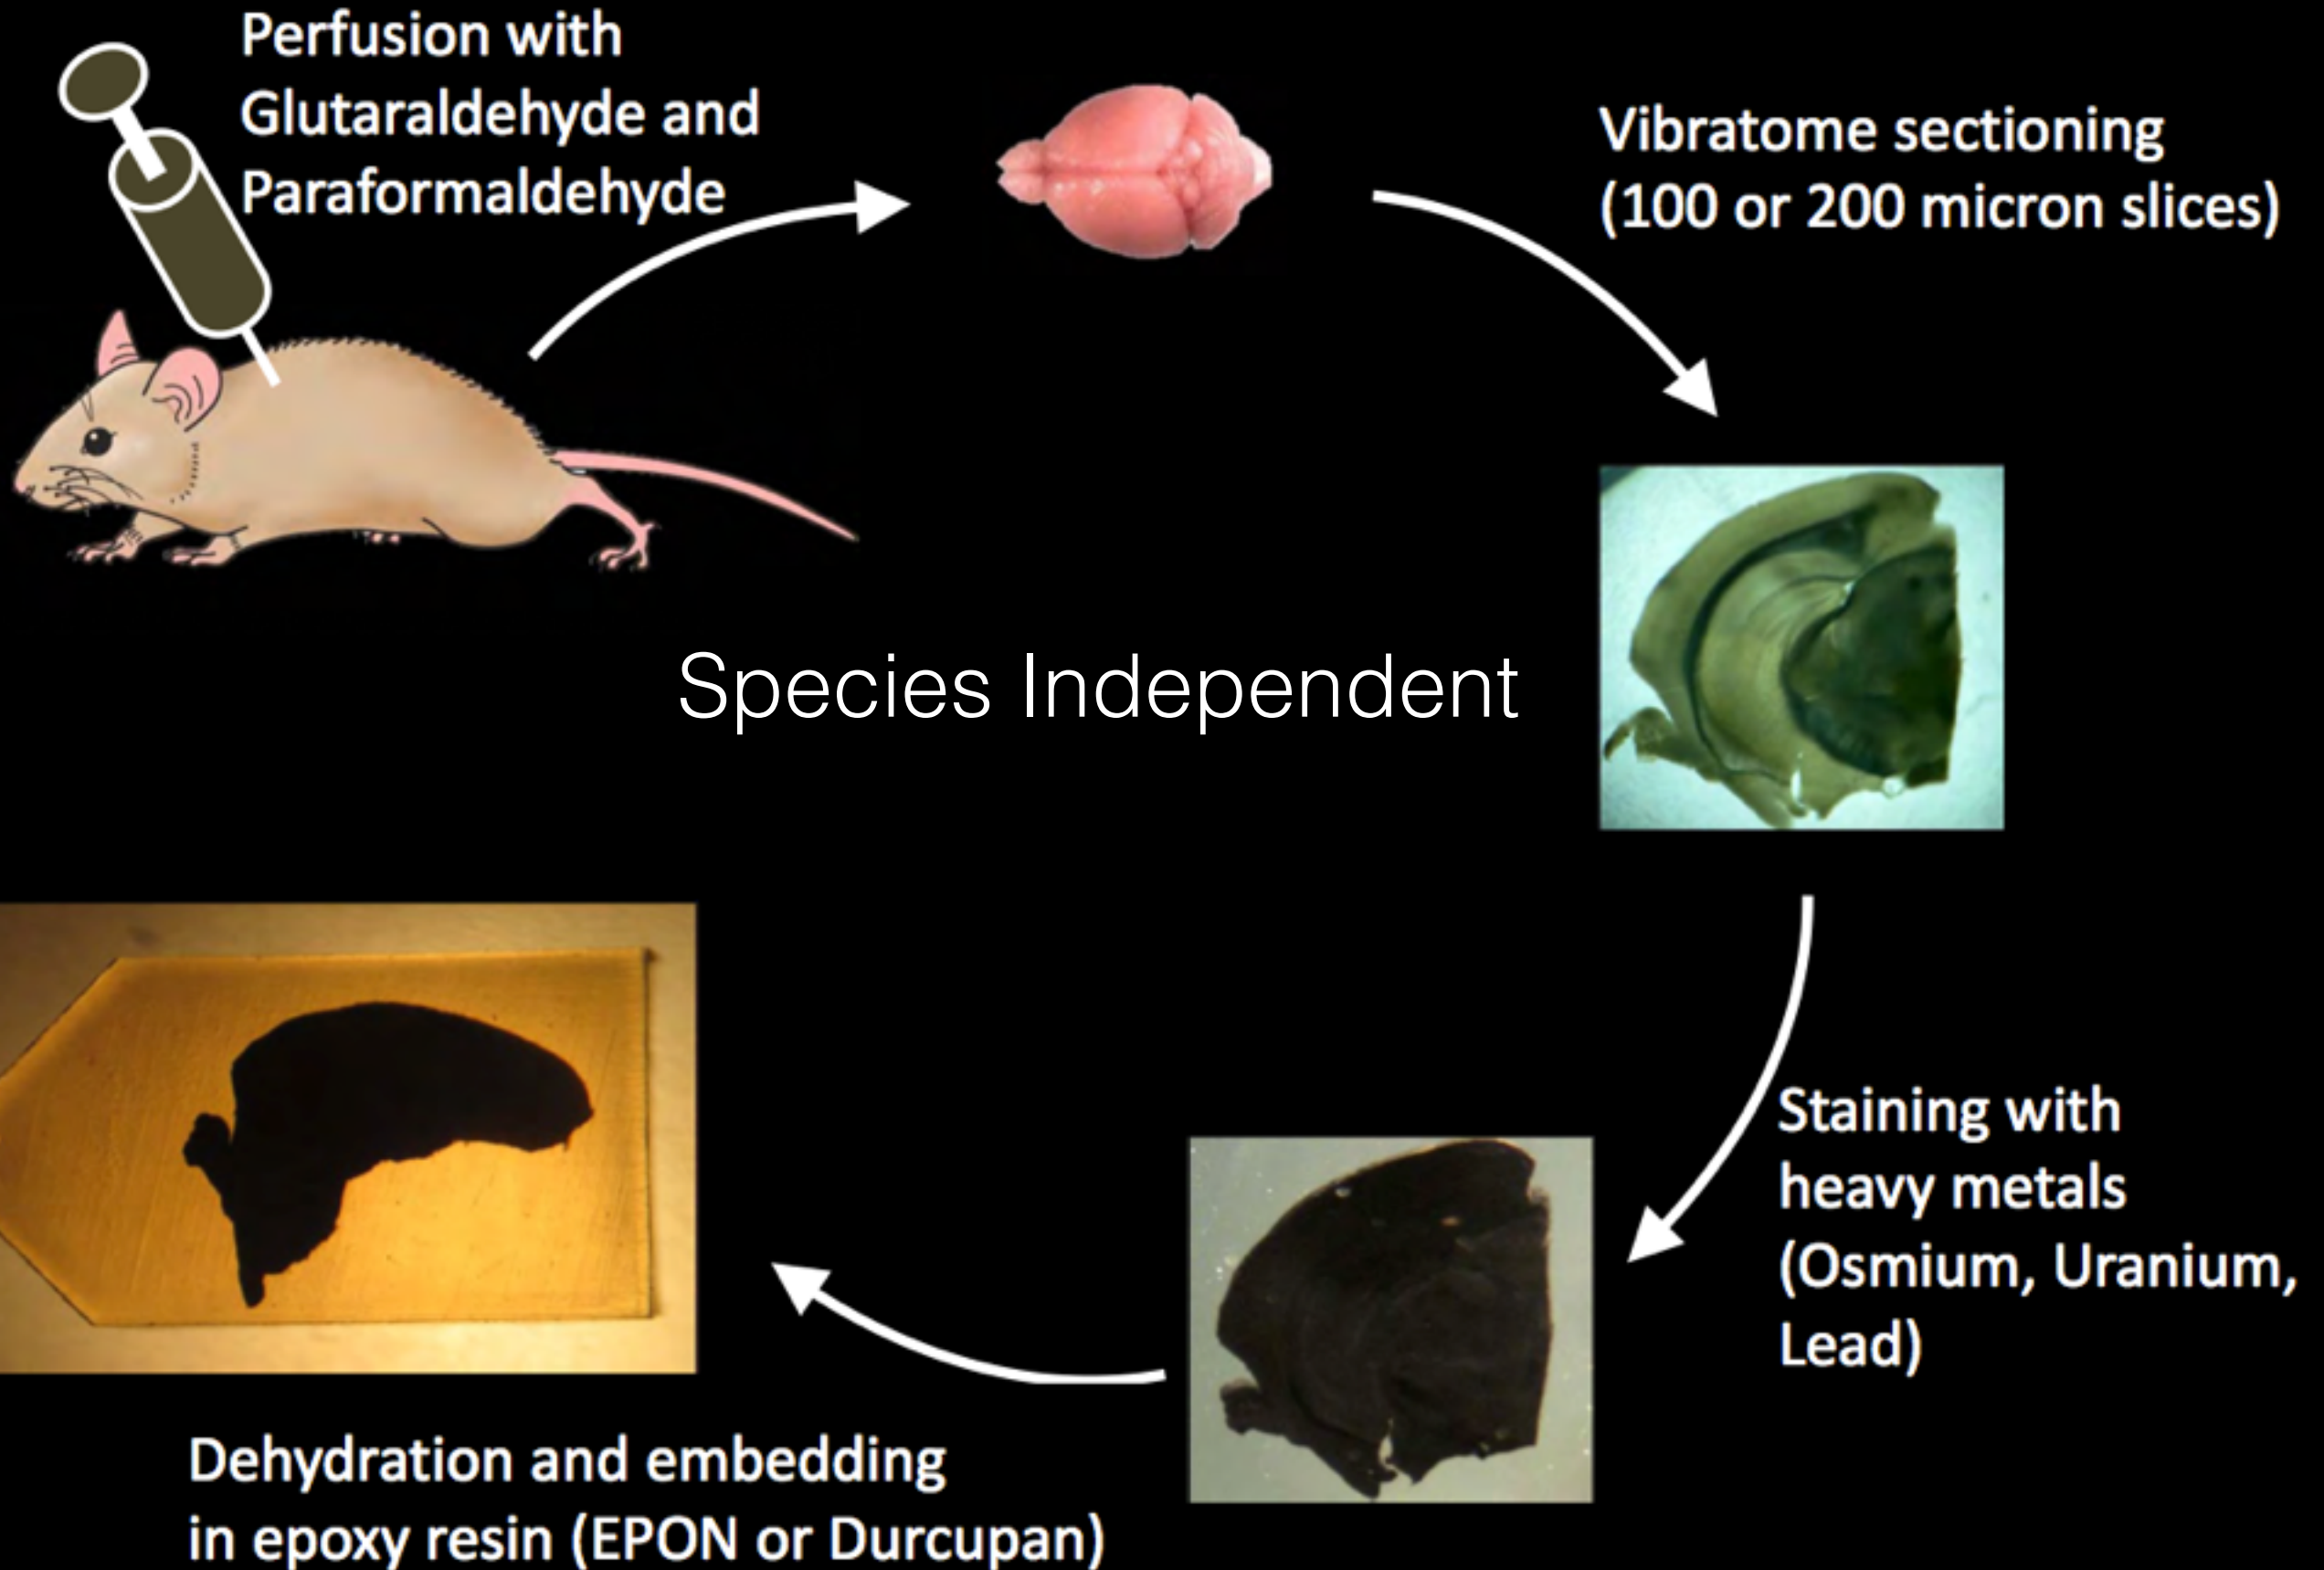 Perfusion with
Glutaraldehyde and
Paraformaldehyde
Vibratome sectioning
(100 or 200 micron slices)
Species Independent
Staining with
heavy metals
(Osmium, Uranium,
Lead)
Dehydration and embedding
in epoxy resin (EPON or Durcupan)